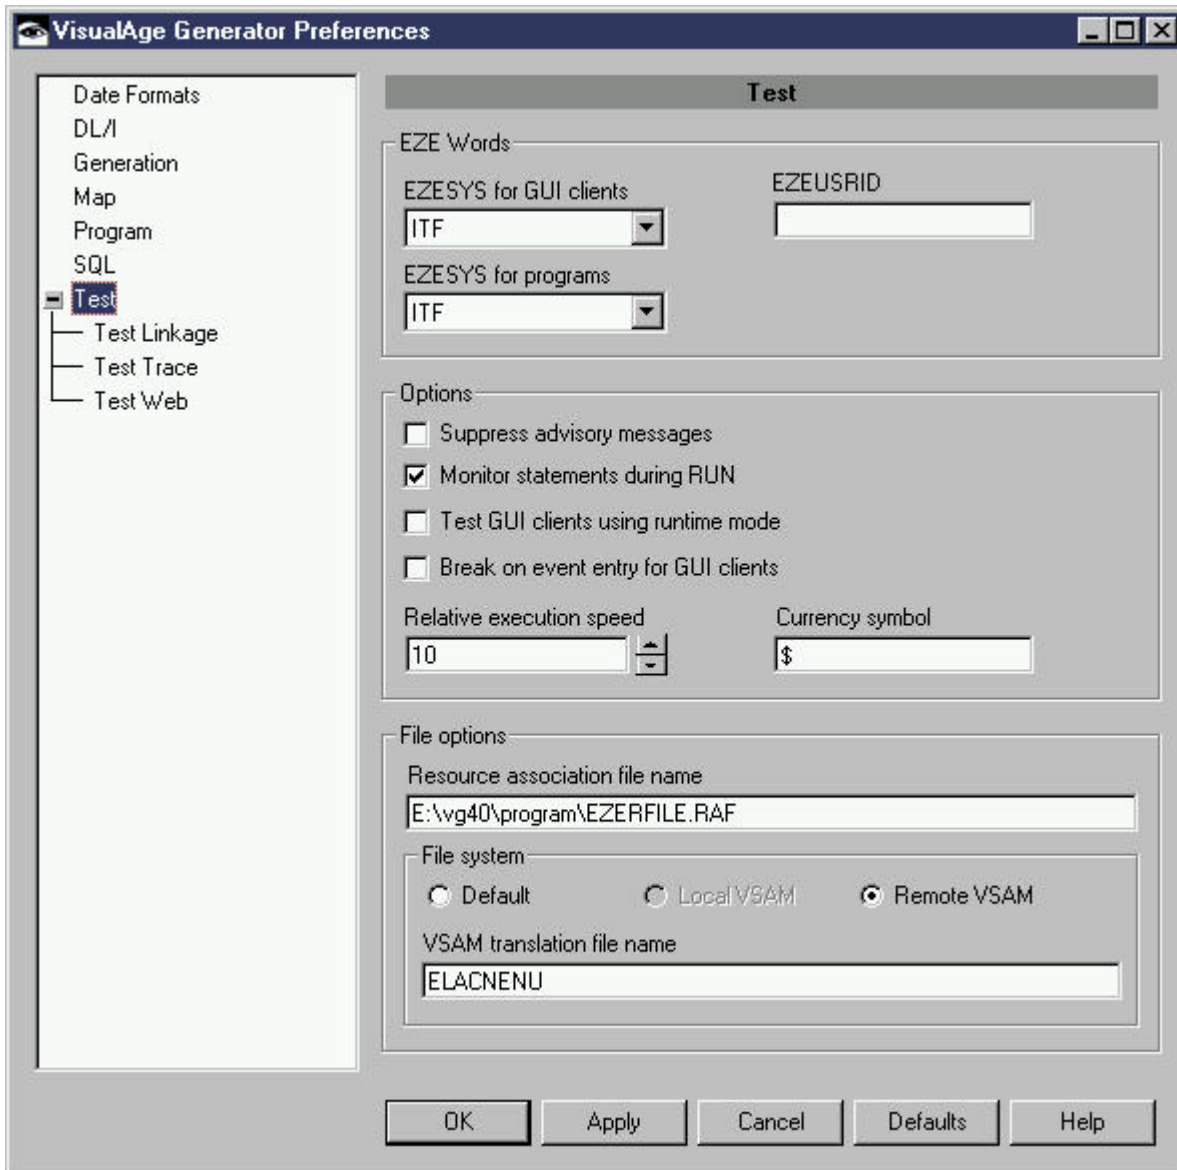 VisualAge Generator Preferences
Date Formats
DL/I
Generation
Map
Program
SQL
Test
Test Linkage
Test Trace
Test Web
Test
EZE Words
EZESYS for GUI clients
ITF
EZEUSRID
EZESYS for programs
ITF
Options
Suppress advisory messages
Monitor statements during RUN
Test GUI clients using runtime mode
Break on event entry for GUI clients
Relative execution speed
10
Currency symbol
$
File options
Resource association file name
E:\vg40\program\EZERFILE.RAF
File system
Default Local VSAM Remote VSAM
VSAM translation file name
ELACNENU
OK Apply Cancel Defaults Help